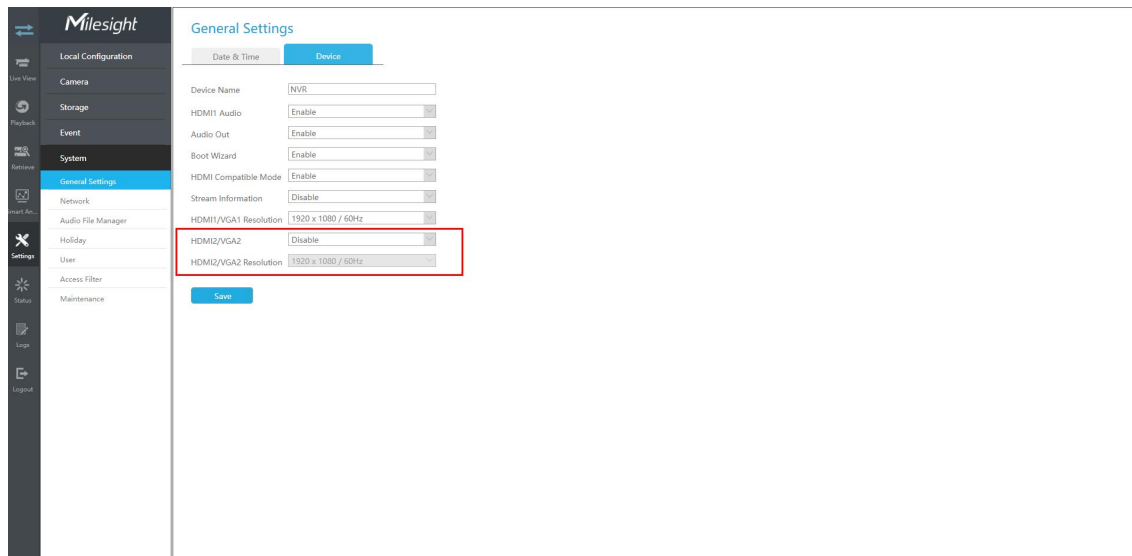 Milesight
Live View
Playback
Retrieve
Smart An...
Settings
Status
Logs
Logout
Local Configuration
Camera
Storage
Event
System
General Settings
Network
Audio File Manager
Holiday
User
Access Filter
Maintenance
General Settings
Date & Time Device
Device Name NVR
HDMI1 Audio Enable
Audio Out Enable
Boot Wizard Enable
HDMI Compatible Mode Enable
Stream Information Disable
HDMI1/VGA1 Resolution 1920 x 1080 / 60Hz
HDMI2/VGA2 Disable
HDMI2/VGA2 Resolution 1920 x 1080 / 60Hz
Save